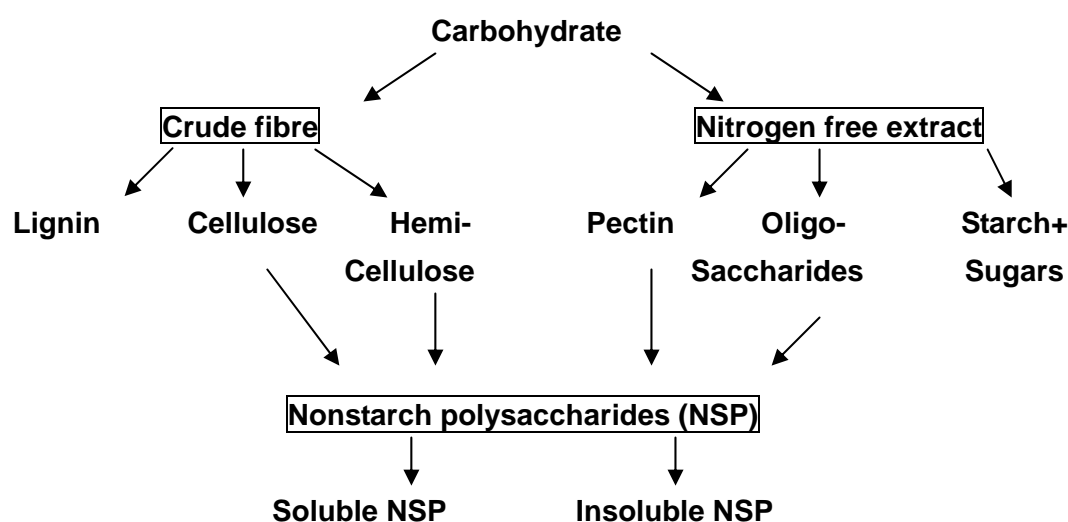 Carbohydrate
Crude fibre Nitrogen free extract
Lignin Cellulose Hemi- Pectin Oligo- Starch+
Cellulose Saccharides Sugars
Nonstarch polysaccharides (NSP)
Soluble NSP Insoluble NSP